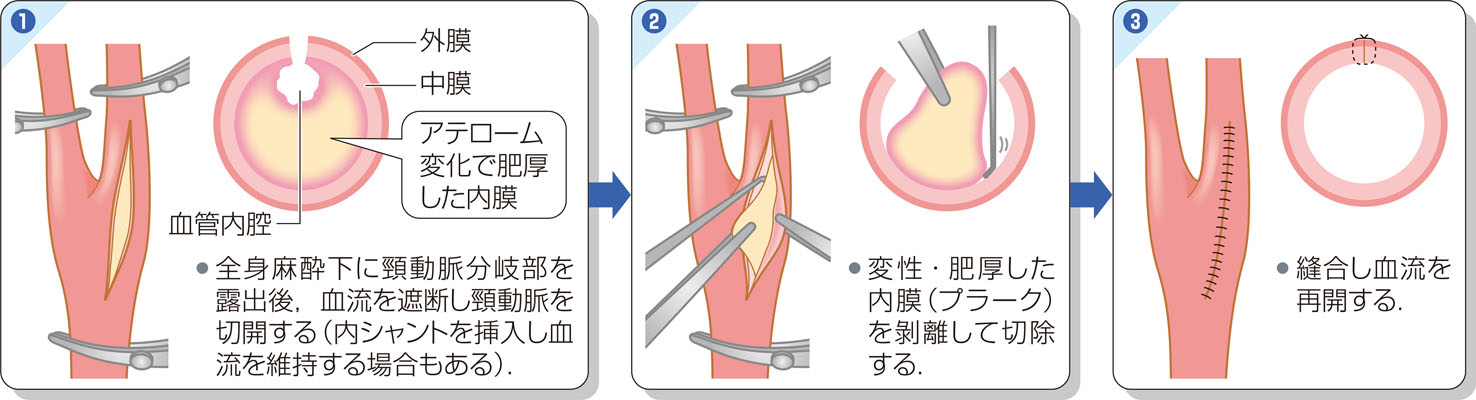 1
外膜
中膜
アテローム
変化で肥厚
した内膜
血管内腔
● 全身麻酔下に頸動脈分岐部を
露出後，血流を遮断し頸動脈を
切開する（内シャントを挿入し血
流を維持する場合もある）．
2
● 変性・肥厚した
内膜（プラーク）
を剝離して切除
する．
3
● 縫合し血流を
再開する．